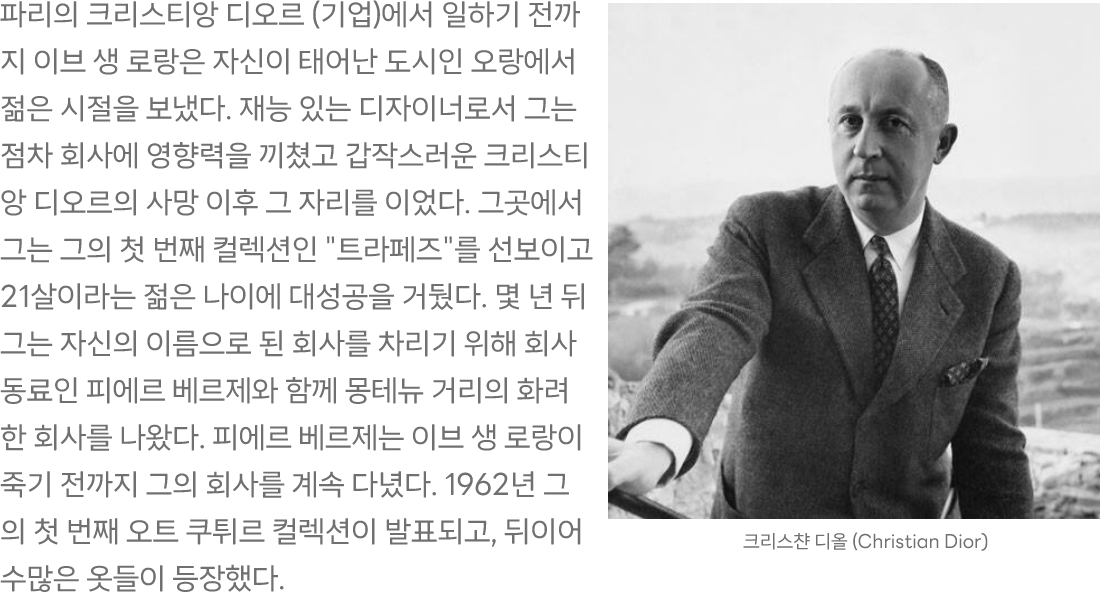 파리의 크리스티앙 디오르 (기업)에서 일하기 전까
지 이브 생 로랑은 자신이 태어난 도시인 오랑에서
젊은 시절을 보냈다. 재능 있는 디자이너로서 그는
점차 회사에 영향력을 끼쳤고 갑작스러운 크리스티
앙 디오르의 사망 이후 그 자리를 이었다. 그곳에서
그는 그의 첫 번째 컬렉션인 "트라페즈"를 선보이고
21살이라는 젊은 나이에 대성공을 거뒀다. 몇 년 뒤
그는 자신의 이름으로 된 회사를 차리기 위해 회사
동료인 피에르 베르제와 함께 몽테뉴 거리의 화려
한 회사를 나왔다. 피에르 베르제는 이브 생 로랑이
죽기 전까지 그의 회사를 계속 다녔다. 1962년 그
의 첫 번째 오트 쿠튀르 컬렉션이 발표되고, 뒤이어
수많은 옷들이 등장했다.
크리스챤 디올 (Christian Dior)